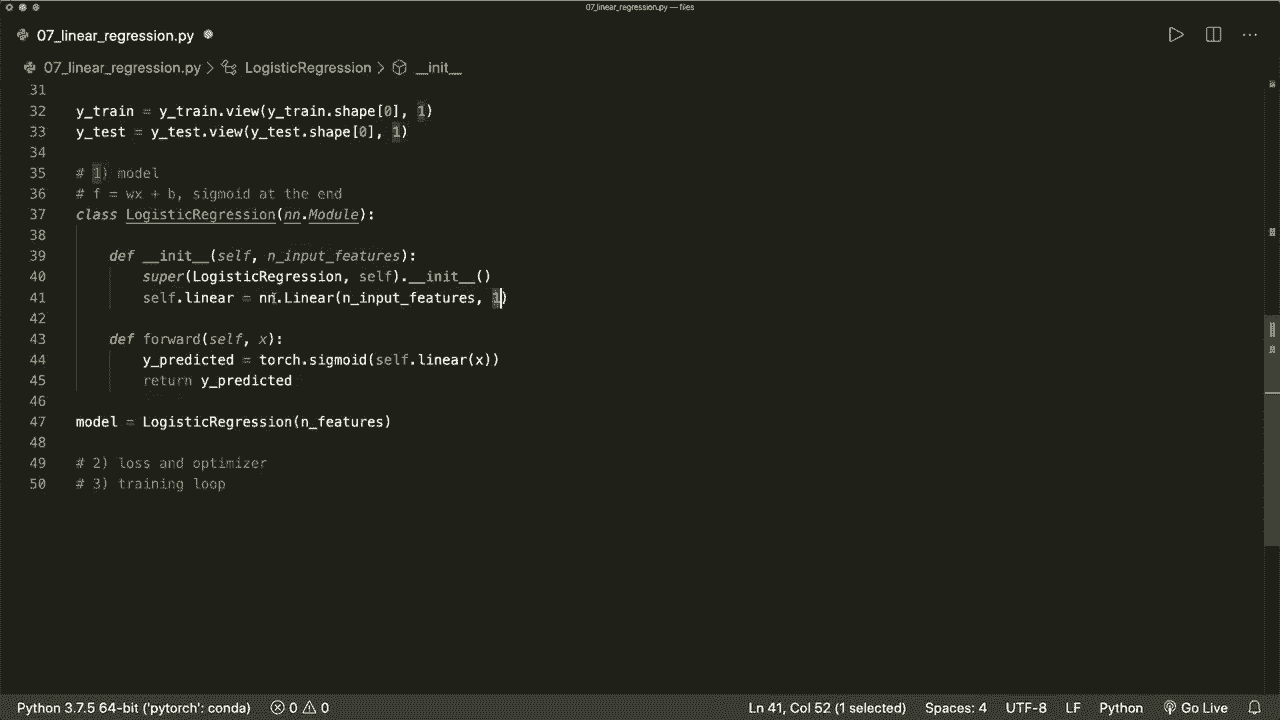 07_linear_regression.py — files
07_linear_regression.py
07_linear_regression.py > LogisticRegression > __init__
31
32 y_train = y_train.view(y_train.shape[0], 1)
33 y_test = y_test.view(y_test.shape[0], 1)
34
35 # 1) model
36 # f = wx + b, sigmoid at the end
37 class LogisticRegression(nn.Module):
38
39 def __init__(self, n_input_features):
40 super(LogisticRegression, self).__init__()
41 self.linear = nn.Linear(n_input_features, 1)
42
43 def forward(self, x):
44 y_predicted = torch.sigmoid(self.linear(x))
45 return y_predicted
46
47 model = LogisticRegression(n_features)
48
49 # 2) loss and optimizer
50 # 3) training loop
Python 3.7.5 64-bit ('pytorch': conda) 0 0 Ln 41, Col 52 (1 selected) Spaces: 4 UTF-8 LF Python Go Live